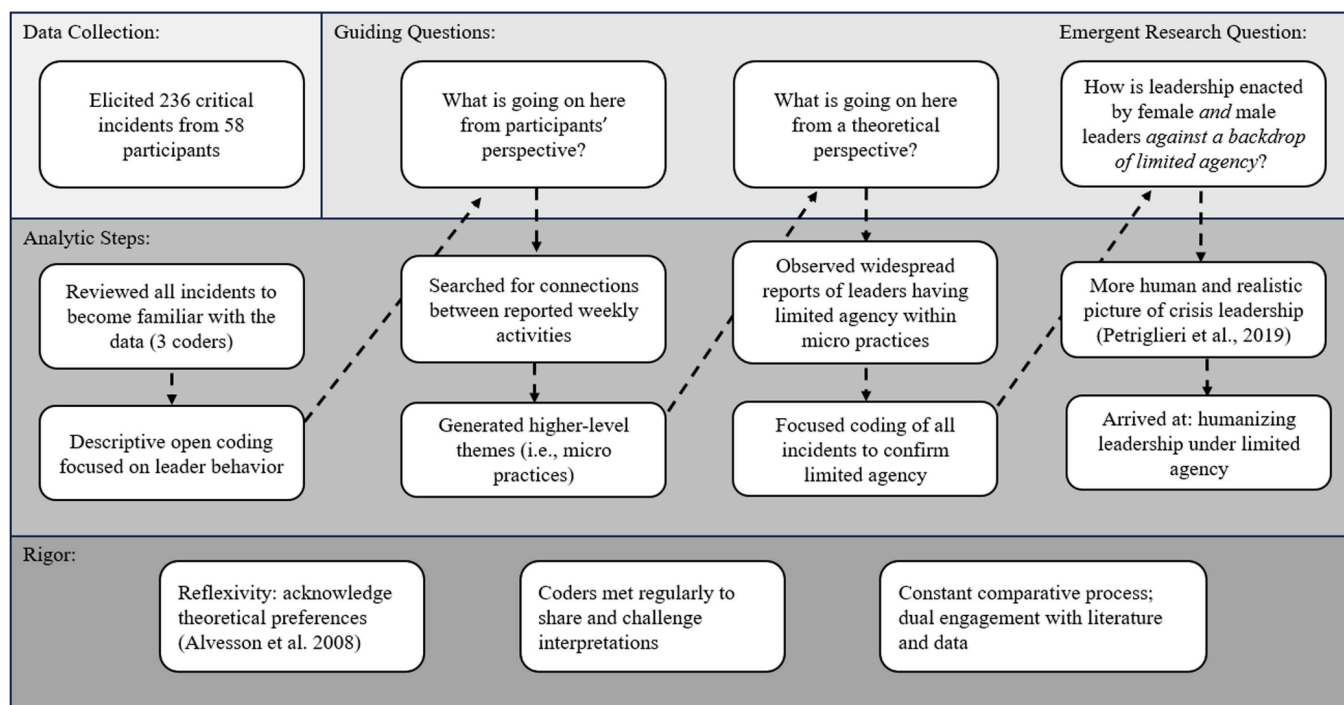 Data Collection:
Elicited 236 critical
incidents from 58
participants
Guiding Questions:
What is going on here
from participants’
perspective?
What is going on here
from a theoretical
perspective?
Emergent Research Question:
How is leadership enacted
by female and male
leaders against a backdrop
of limited agency?
Analytic Steps:
Reviewed all incidents to
become familiar with the
data (3 coders)
Descriptive open coding
focused on leader behavior
Searched for connections
between reported weekly
activities
Generated higher-level
themes (i.e., micro
practices)
Observed widespread
reports of leaders having
limited agency within
micro practices
Focused coding of all
incidents to confirm
limited agency
More human and realistic
picture of crisis leadership
(Petriglieri et al., 2019)
Arrived at: humanizing
leadership under limited
agency
Rigor:
Reflexivity: acknowledge
theoretical preferences
(Alvesson et al. 2008)
Coders met regularly to
share and challenge
interpretations
Constant comparative process;
dual engagement with literature
and data